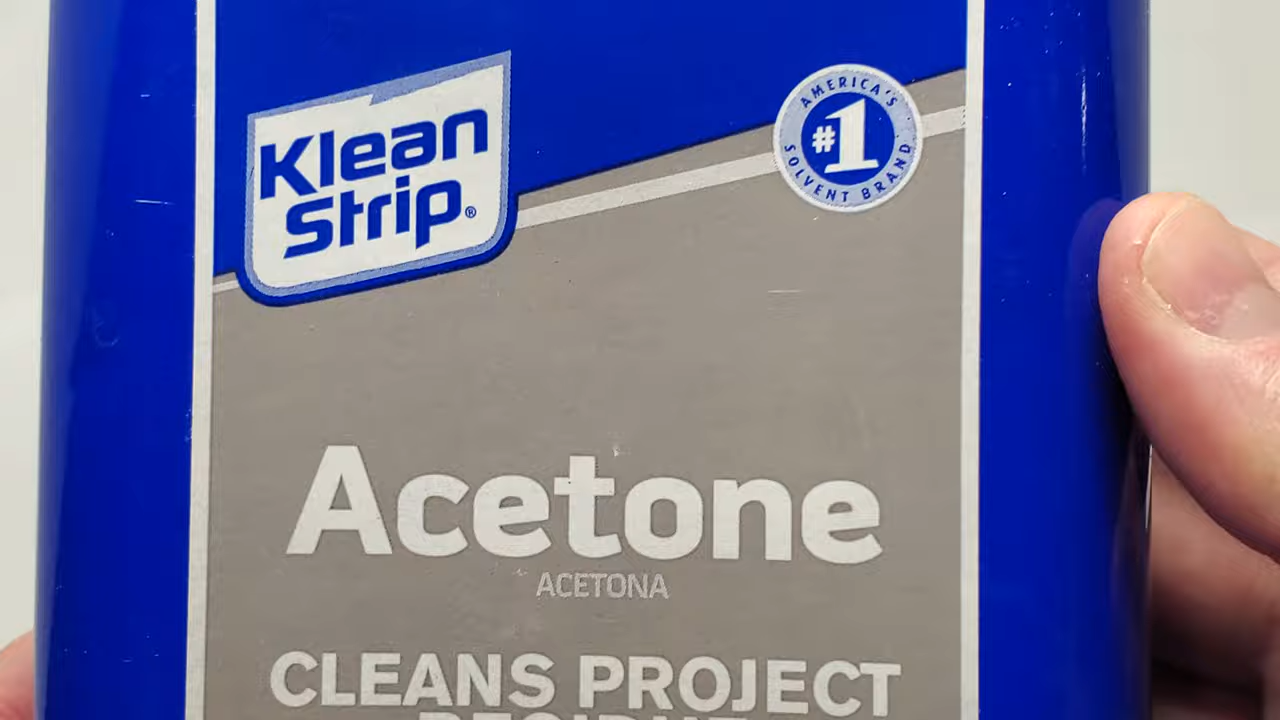 Klean
Strip®
AMERICA'S
#1
SOLVENT BRAND
Acetone
ACETONA
CLEANS PROJECT